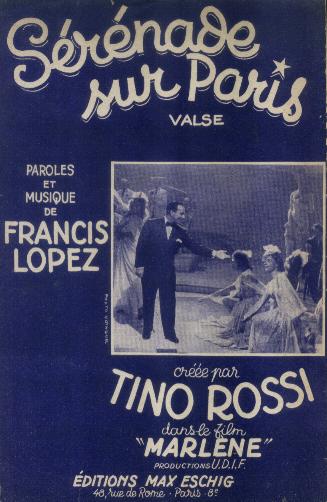 Sérénade
sur Paris
VALSE
PAROLES
ET
MUSIQUE
DE
FRANCIS
LOPEZ
créée par
TINO ROSSI
dans le film
"MARLÈNE"
PRODUCTIONS U.D.I.F.
ÉDITIONS MAX ESCHIG
48, rue de Rome - Paris - 8e